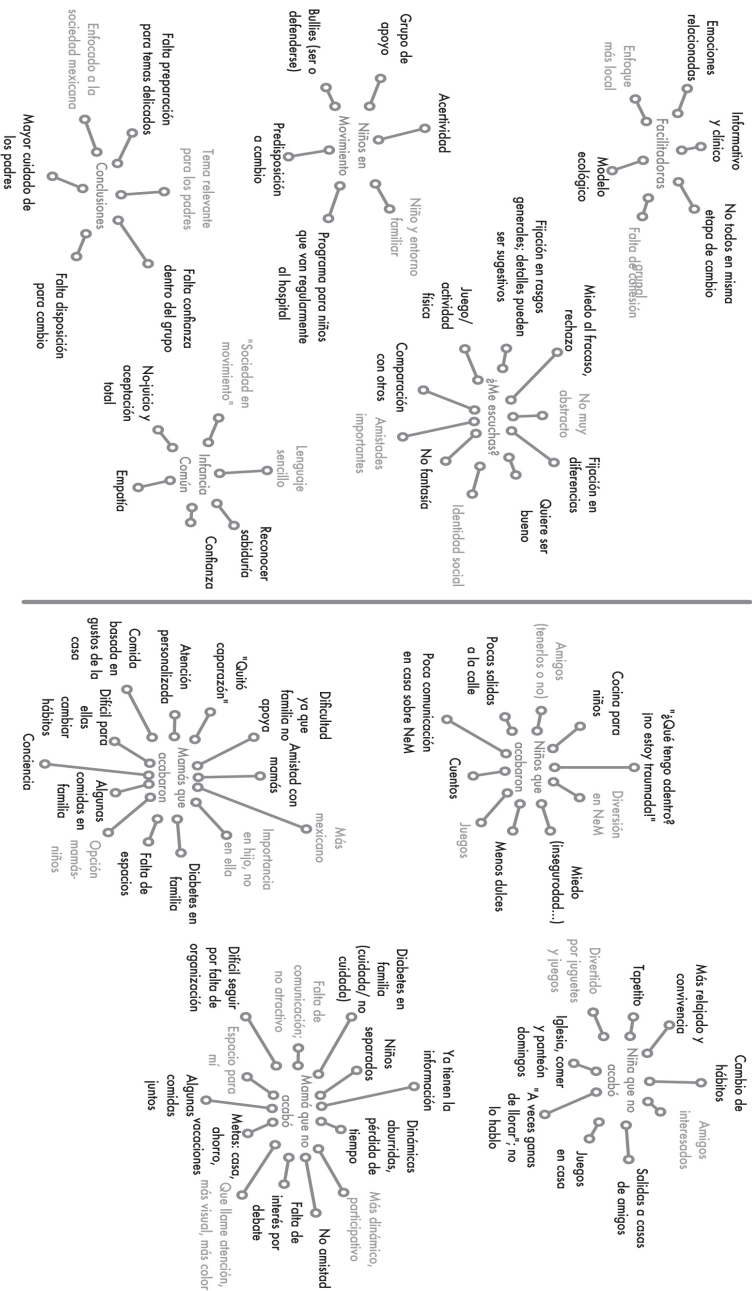 Emociones
relacionadas
Informativo
y clínico
No todos en misma
etapa de cambio
Enfoque
más local
Facilitadoras
Modelo
ecológico
Falta de cohesión
grupal
Grupo de
apoyo
Acertividad
Bullies (ser o
defenderse)
Niños en
Movimiento
Niño y entorno
familiar
Predisposición
a cambio
Programa para niños
que van regularmente
al hospital
Falta preparación
para temas delicados
Tema relevante
para los padres
Falta confianza
dentro del grupo
Enfocado a la
sociedad mexicana
Conclusiones
Mayor cuidado de
los padres
Falta disposición
para cambio
Miedo al fracaso,
rechazo
No muy
abstracto
Fijación en
diferencias
Fijación en rasgos
generales; detalles pueden
ser sugestivos
¿Me escuchas?
Quiere ser
bueno
Juego/
actividad
física
Comparación
con otros
Amistades
importantes
No fantasía
Identidad social
"Sociedad en
movimiento"
Lenguaje
sencillo
Reconocer
sabiduría
Infancia
Común
No-juicio y
aceptación
total
Empatía
Confianza
"¿Qué tengo adentro?
¡no estoy traumada!"
Cocina para
niños
Diversión
en NeM
Amigos
(tenerlos o no)
Niños que
acabaron
Miedo
(insegurodad...)
Pocas salidas
a la calle
Poca comunicación
en casa sobre NeM
Cuentos
Juegos
Menos dulces
Cambio de
hábitos
Más relajado y
convivencia
Amigos
interesados
Tapetito
Niña que no
acabó
Salidas a casas
de amigos
Divertido
por juguetes
y juegos
Iglesia, comer
y panteón
domingos
"A veces ganas
de llorar"; no
lo hablo
Juegos
en casa
Dificultad
ya que
familia no
apoya
Amistad con
mamás
Más
mexicano
"Quitó
caparazón"
Importancia
en hijo, no
en ella
Atención
personalizada
Mamás que
acabaron
Diabetes en
familia
Comida
basada en
gustos de la
casa
Difícil para
ellas
cambiar
hábitos
Conciencia
Algunas
comidas en
familia
Opción
mamás-
niños
Falta de
espacios
Ya tienen la
información
Diabetes en
familia
(cuidada/ no
cuidada)
Niños
separados
Dinámicas
aburridas,
pérdida de
tiempo
Más dinámico,
participativo
Falta de
comunicación;
no atractivo
Mamá que no
acabó
No amistad
Difícil seguir
por falta de
organización
Espacio para
mí
Algunas
comidas
juntos
Metas: casa,
ahorro,
vacaciones
Que llame atención,
más visual, más color
Falta de
interés por
debate